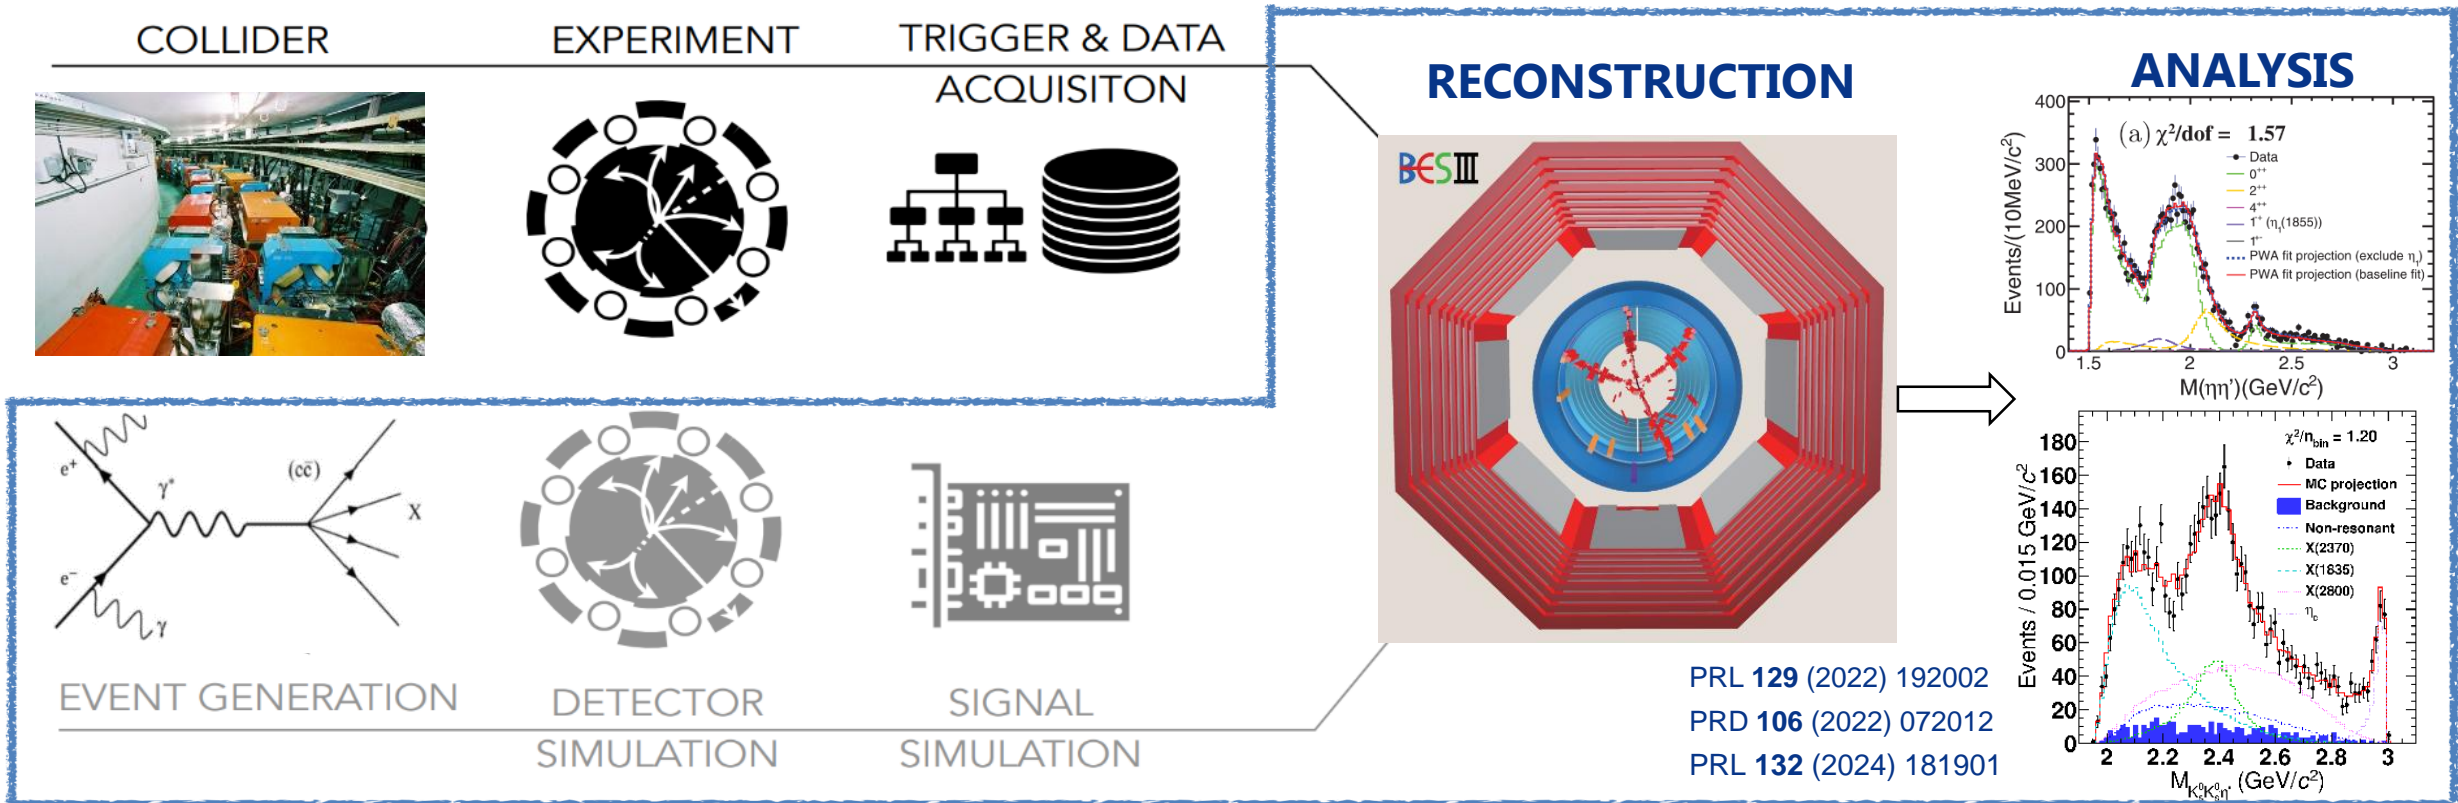 COLLIDER
EXPERIMENT
TRIGGER & DATA
ACQUISITON
RECONSTRUCTION
ANALYSIS
BESIII
400
300
200
100
0
Events/(10MeV/c²)
(a) χ²/dof = 1.57
Data
0⁺⁺
2⁺⁺
4⁺⁺
1⁻⁺ (η₁(1855))
1⁺⁻
PWA fit projection (exclude η₁)
PWA fit projection (baseline fit)
1.5 2 2.5 3
M(ηη')(GeV/c²)
e⁺
γ*
(cc̅)
X
e⁻
γ
EVENT GENERATION
DETECTOR
SIMULATION
SIGNAL
SIMULATION
PRL 129 (2022) 192002
PRD 106 (2022) 072012
PRL 132 (2024) 181901
180
160
140
120
100
80
60
40
20
0
Events / 0.015 GeV/c²
χ²/n_bin = 1.20
Data
MC projection
Background
Non-resonant
X(2370)
X(1835)
X(2800)
2 2.2 2.4 2.6 2.8 3
M_K⁰_SK⁰_Sη' (GeV/c²)